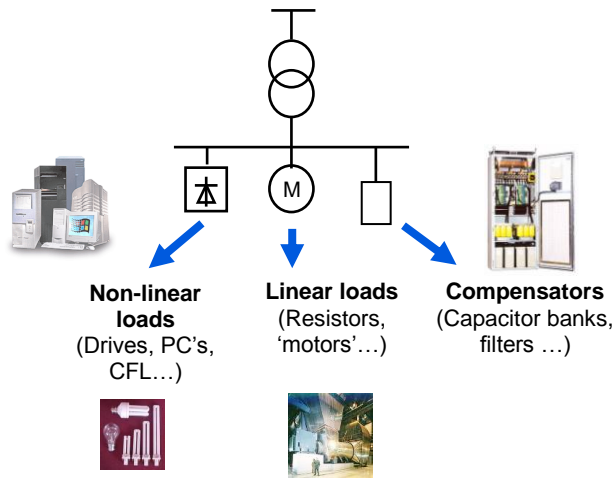 M
Non-linear
loads
(Drives, PC's,
CFL…)
Linear loads
(Resistors,
‘motors’…)
Compensators
(Capacitor banks,
filters …)